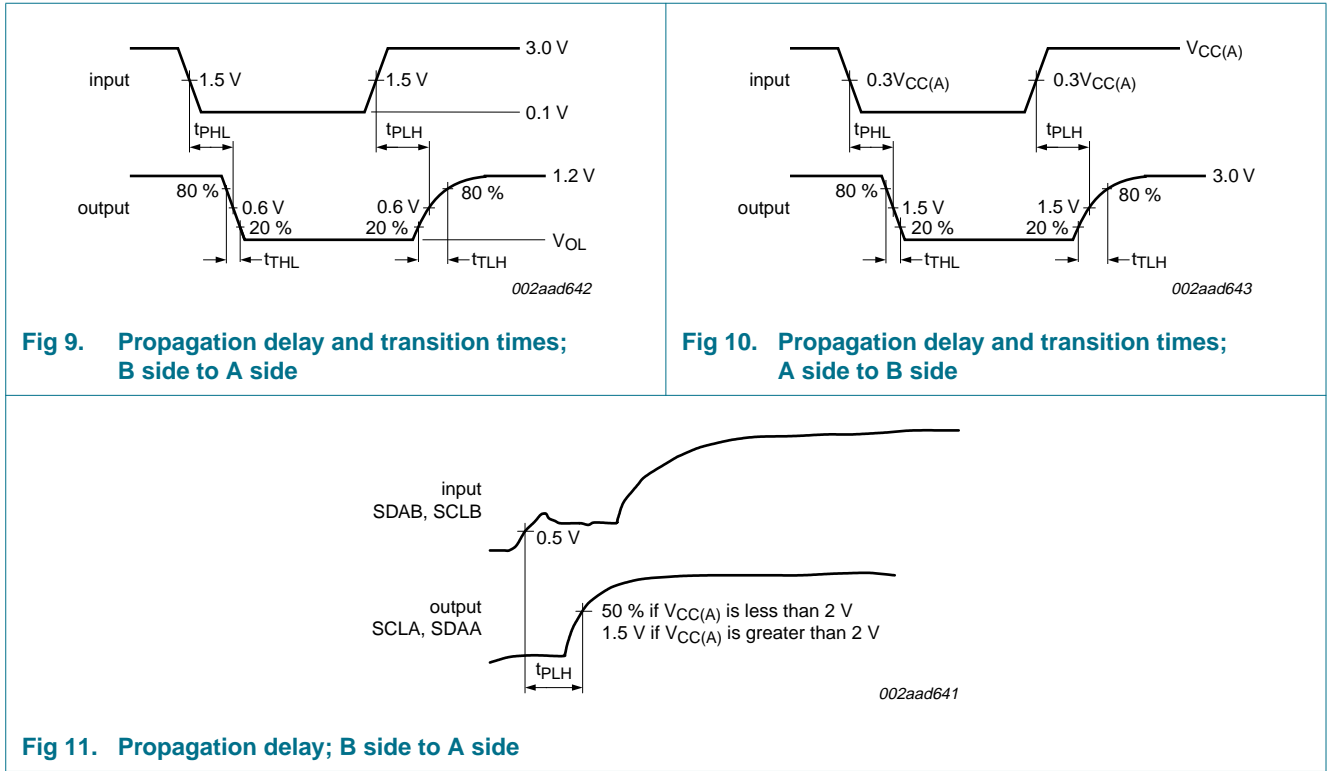 3.0 V
input
1.5 V
1.5 V
0.1 V
tPHL
tPLH
1.2 V
80 %
80 %
output
0.6 V
0.6 V
20 %
20 %
VOL
tTHL
tTLH
002aad642
Fig 9. Propagation delay and transition times;
B side to A side
VCC(A)
input
0.3VCC(A)
0.3VCC(A)
tPHL
tPLH
3.0 V
80 %
80 %
output
1.5 V
1.5 V
20 %
20 %
tTHL
tTLH
002aad643
Fig 10. Propagation delay and transition times;
A side to B side
input
SDAB, SCLB
0.5 V
output
SCLA, SDAA
50 % if VCC(A) is less than 2 V
1.5 V if VCC(A) is greater than 2 V
tPLH
002aad641
Fig 11. Propagation delay; B side to A side